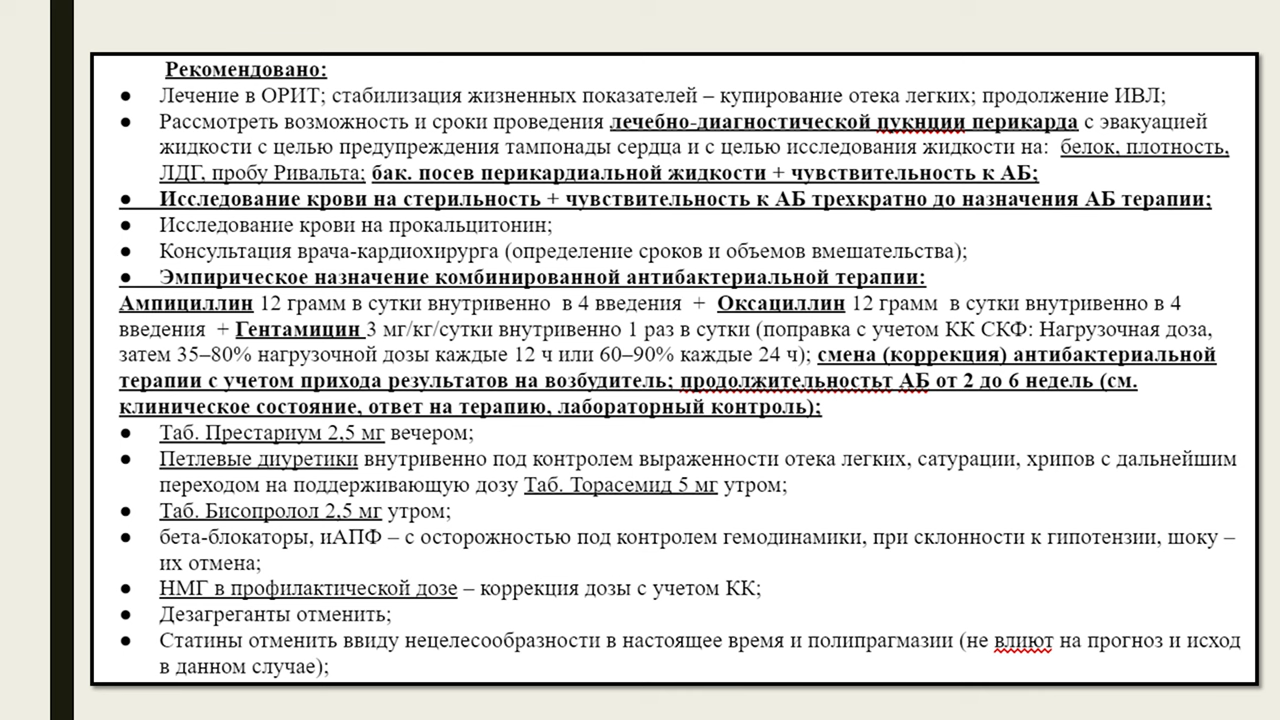 Рекомендовано:
● Лечение в ОРИТ; стабилизация жизненных показателей – купирование отека легких; продолжение ИВЛ;
● Рассмотреть возможность и сроки проведения лечебно-диагностической пукнции перикарда с эвакуацией
жидкости с целью предупреждения тампонады сердца и с целью исследования жидкости на: белок, плотность,
ЛДГ, пробу Ривальта; бак. посев перикардиальной жидкости + чувствительность к АБ;
● Исследование крови на стерильность + чувствительность к АБ трехкратно до назначения АБ терапии;
● Исследование крови на прокальцитонин;
● Консультация врача-кардиохирурга (определение сроков и объемов вмешательства);
● Эмпирическое назначение комбинированной антибактериальной терапии:
Ампициллин 12 грамм в сутки внутривенно в 4 введения + Оксациллин 12 грамм в сутки внутривенно в 4
введения + Гентамицин 3 мг/кг/сутки внутривенно 1 раз в сутки (поправка с учетом КК СКФ: Нагрузочная доза,
затем 35–80% нагрузочной дозы каждые 12 ч или 60–90% каждые 24 ч); смена (коррекция) антибактериальной
терапии с учетом прихода результатов на возбудитель; продолжительностьт АБ от 2 до 6 недель (см.
клиническое состояние, ответ на терапию, лабораторный контроль);
● Таб. Престариум 2,5 мг вечером;
● Петлевые диуретики внутривенно под контролем выраженности отека легких, сатурации, хрипов с дальнейшим
переходом на поддерживающую дозу Таб. Торасемид 5 мг утром;
● Таб. Бисопролол 2,5 мг утром;
● бета-блокаторы, иАПФ – с осторожностью под контролем гемодинамики, при склонности к гипотензии, шоку –
их отмена;
● НМГ в профилактической дозе – коррекция дозы с учетом КК;
● Дезагреганты отменить;
● Статины отменить ввиду нецелесообразности в настоящее время и полипрагмазии (не влиют на прогноз и исход
в данном случае);